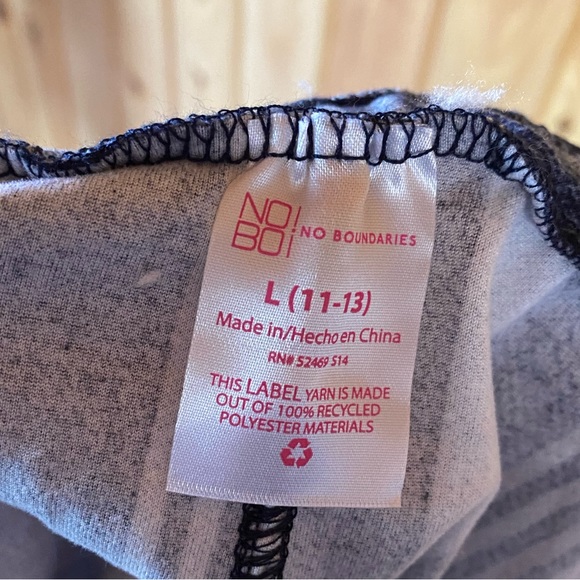 NO!
BO!
NO BOUNDARIES
L (11-13)
Made in/Hecho en China
RN# 52469 S14
THIS LABEL YARN IS MADE
OUT OF 100% RECYCLED
POLYESTER MATERIALS